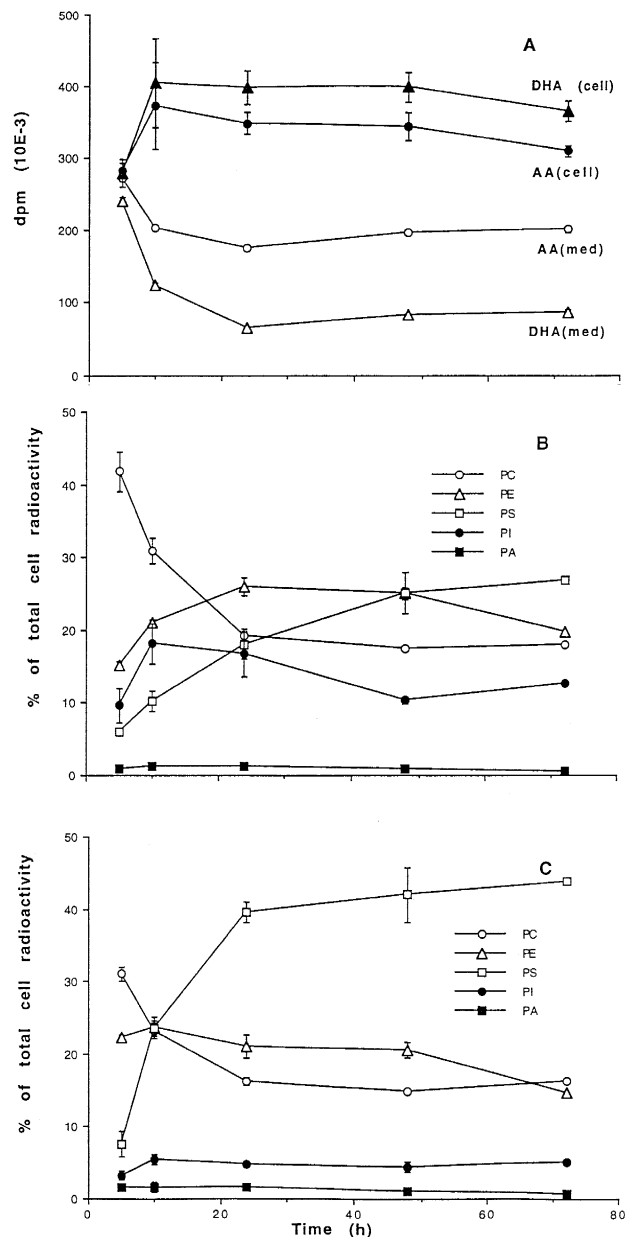 A
500
400
300
200
100
0
dpm (10E-3)
DHA (cell)
AA(cell)
AA(med)
DHA(med)
B
50
40
30
20
10
0
% of total cell radioactivity
PC
PE
PS
PI
PA
C
50
40
30
20
10
0
% of total cell radioactivity
PC
PE
PS
PI
PA
0 20 40 60 80
Time (h)